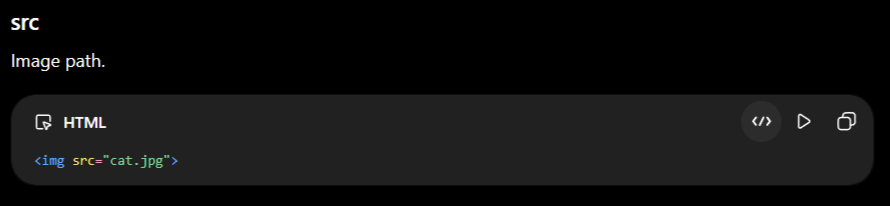 src
Image path.
HTML
<img src="cat.jpg">